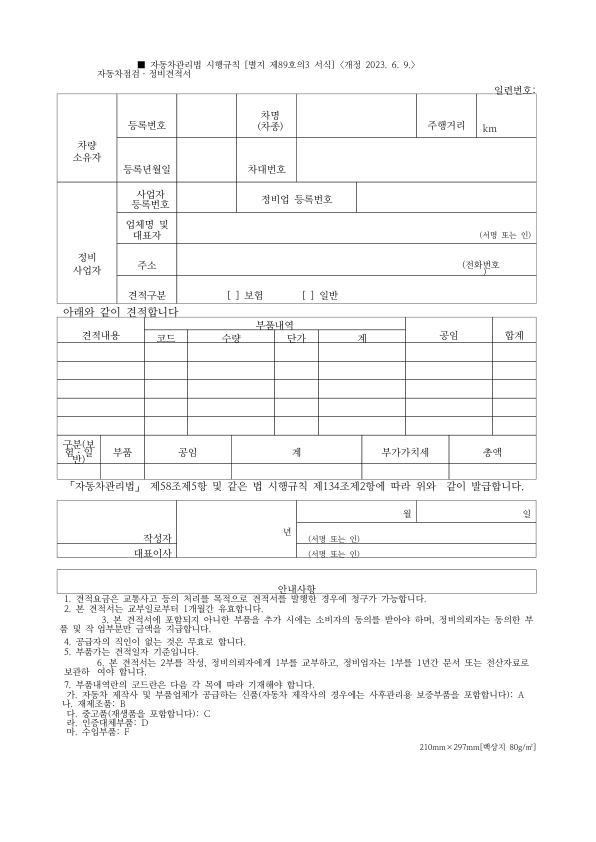 ■ 자동차관리법 시행규칙 [별지 제89호의3 서식] 〈개정 2023. 6. 9.〉
자동차점검ㆍ정비견적서
일련번호:
차량
소유자
등록번호
차명
(차종)
주행거리
km
등록년월일
차대번호
정비
사업자
사업자
등록번호
정비업 등록번호
업체명 및
대표자
(서명 또는 인)
주소
(전화번호
)
견적구분
[ ] 보험
[ ] 일반
아래와 같이 견적합니다
견적내용
부품내역
공임
합계
코드
수량
단가
계
구분(보
험ㆍ일
반)
부품
공임
계
부가가치세
총액
「자동차관리법」 제58조제5항 및 같은 법 시행규칙 제134조제2항에 따라 위와 같이 발급합니다.
년
월
일
작성자
(서명 또는 인)
대표이사
(서명 또는 인)
안내사항
1. 견적요금은 교통사고 등의 처리를 목적으로 견적서를 발행한 경우에 청구가 가능합니다.
2. 본 견적서는 교부일로부터 1개월간 유효합니다.
3. 본 견적서에 포함되지 아니한 부품을 추가 시에는 소비자의 동의를 받아야 하며, 정비의뢰자는 동의한 부
품 및 작 업부분만 금액을 지급합니다.
4. 공급자의 직인이 없는 것은 무효로 합니다.
5. 부품가는 견적일자 기준입니다.
6. 본 견적서는 2부를 작성, 정비의뢰자에게 1부를 교부하고, 정비업자는 1부를 1년간 문서 또는 전산자료로
보관하 여야 합니다.
7. 부품내역란의 코드란은 다음 각 목에 따라 기재해야 합니다.
가. 자동차 제작사 및 부품업체가 공급하는 신품(자동차 제작사의 경우에는 사후관리용 보증부품을 포함합니다): A
나. 재제조품: B
다. 중고품(재생품을 포함합니다): C
라. 인증대체부품: D
마. 수입부품: F
210mm×297mm[백상지 80g/㎡]